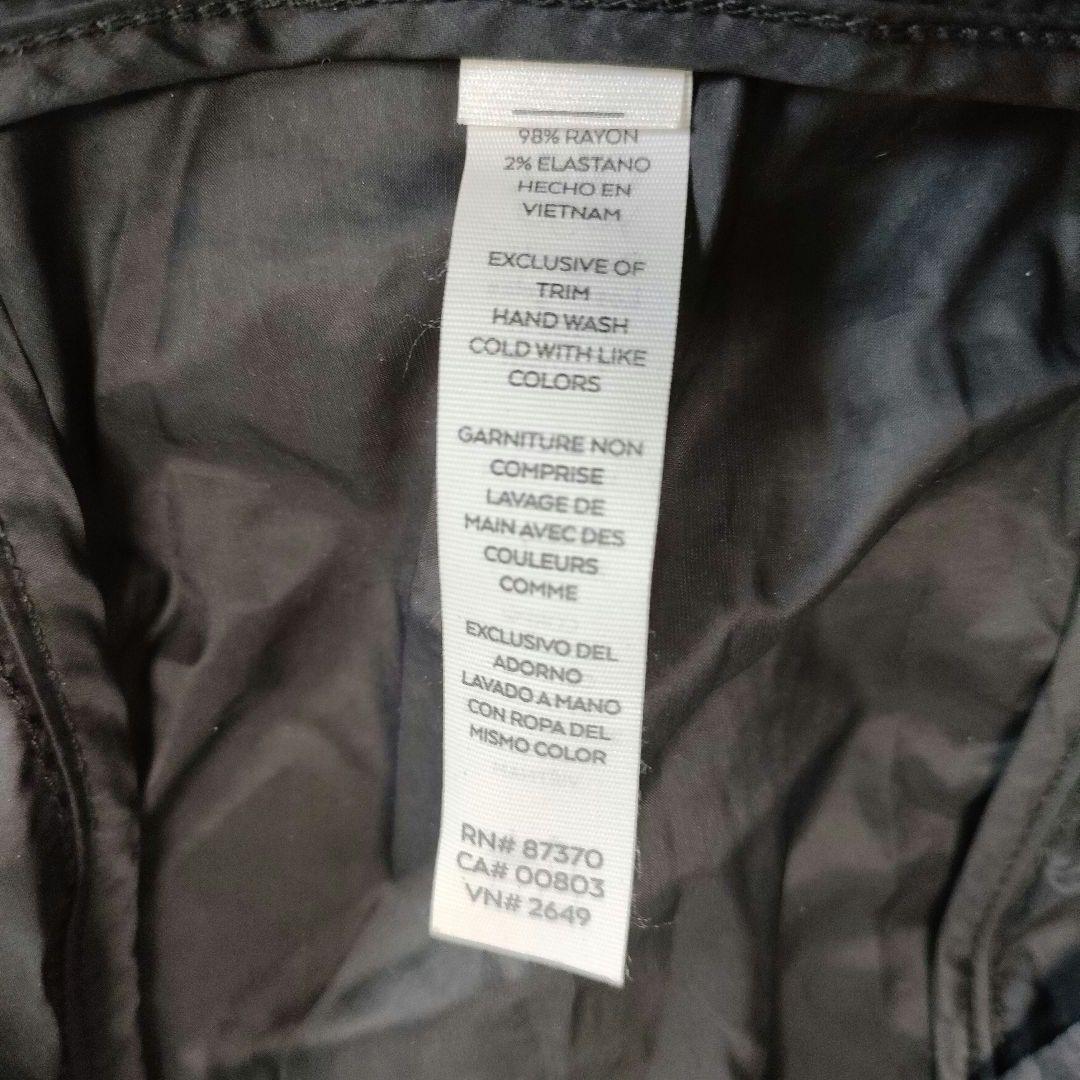 98% RAYON
2% ELASTANO
HECHO EN
VIETNAM
EXCLUSIVE OF
TRIM
HAND WASH
COLD WITH LIKE
COLORS
GARNITURE NON
COMPRISE
LAVAGE DE
MAIN AVEC DES
COULEURS
COMME
EXCLUSIVO DEL
ADORNO
LAVADO A MANO
CON ROPA DEL
MISMO COLOR
RN# 87370
CA# 00803
VN# 2649